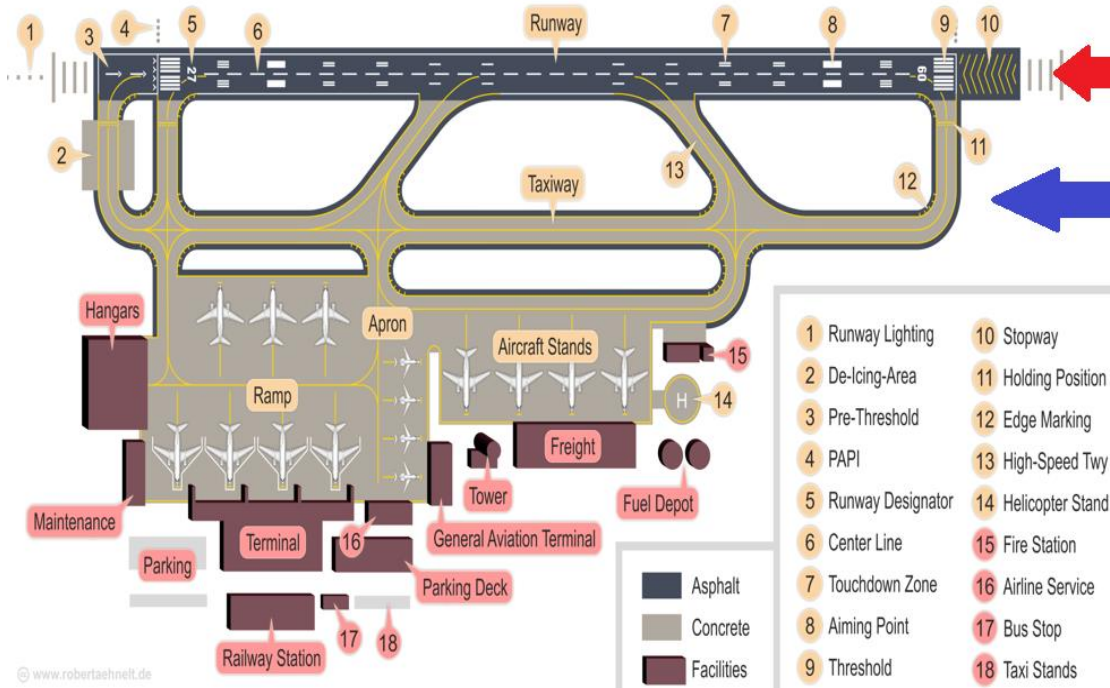 1
3
4
5
6
Runway
7
8
9
10
27
09
2
11
13
12
Taxiway
Hangars
Apron
Aircraft Stands
15
Ramp
14
H
Freight
Tower
Fuel Depot
Maintenance
Terminal
16
General Aviation Terminal
Parking
Parking Deck
17
18
Railway Station
Asphalt
Concrete
Facilities
1 Runway Lighting
2 De-Icing-Area
3 Pre-Threshold
4 PAPI
5 Runway Designator
6 Center Line
7 Touchdown Zone
8 Aiming Point
9 Threshold
10 Stopway
11 Holding Position
12 Edge Marking
13 High-Speed Twy
14 Helicopter Stand
15 Fire Station
16 Airline Service
17 Bus Stop
18 Taxi Stands
cc www.robertaehnelt.de